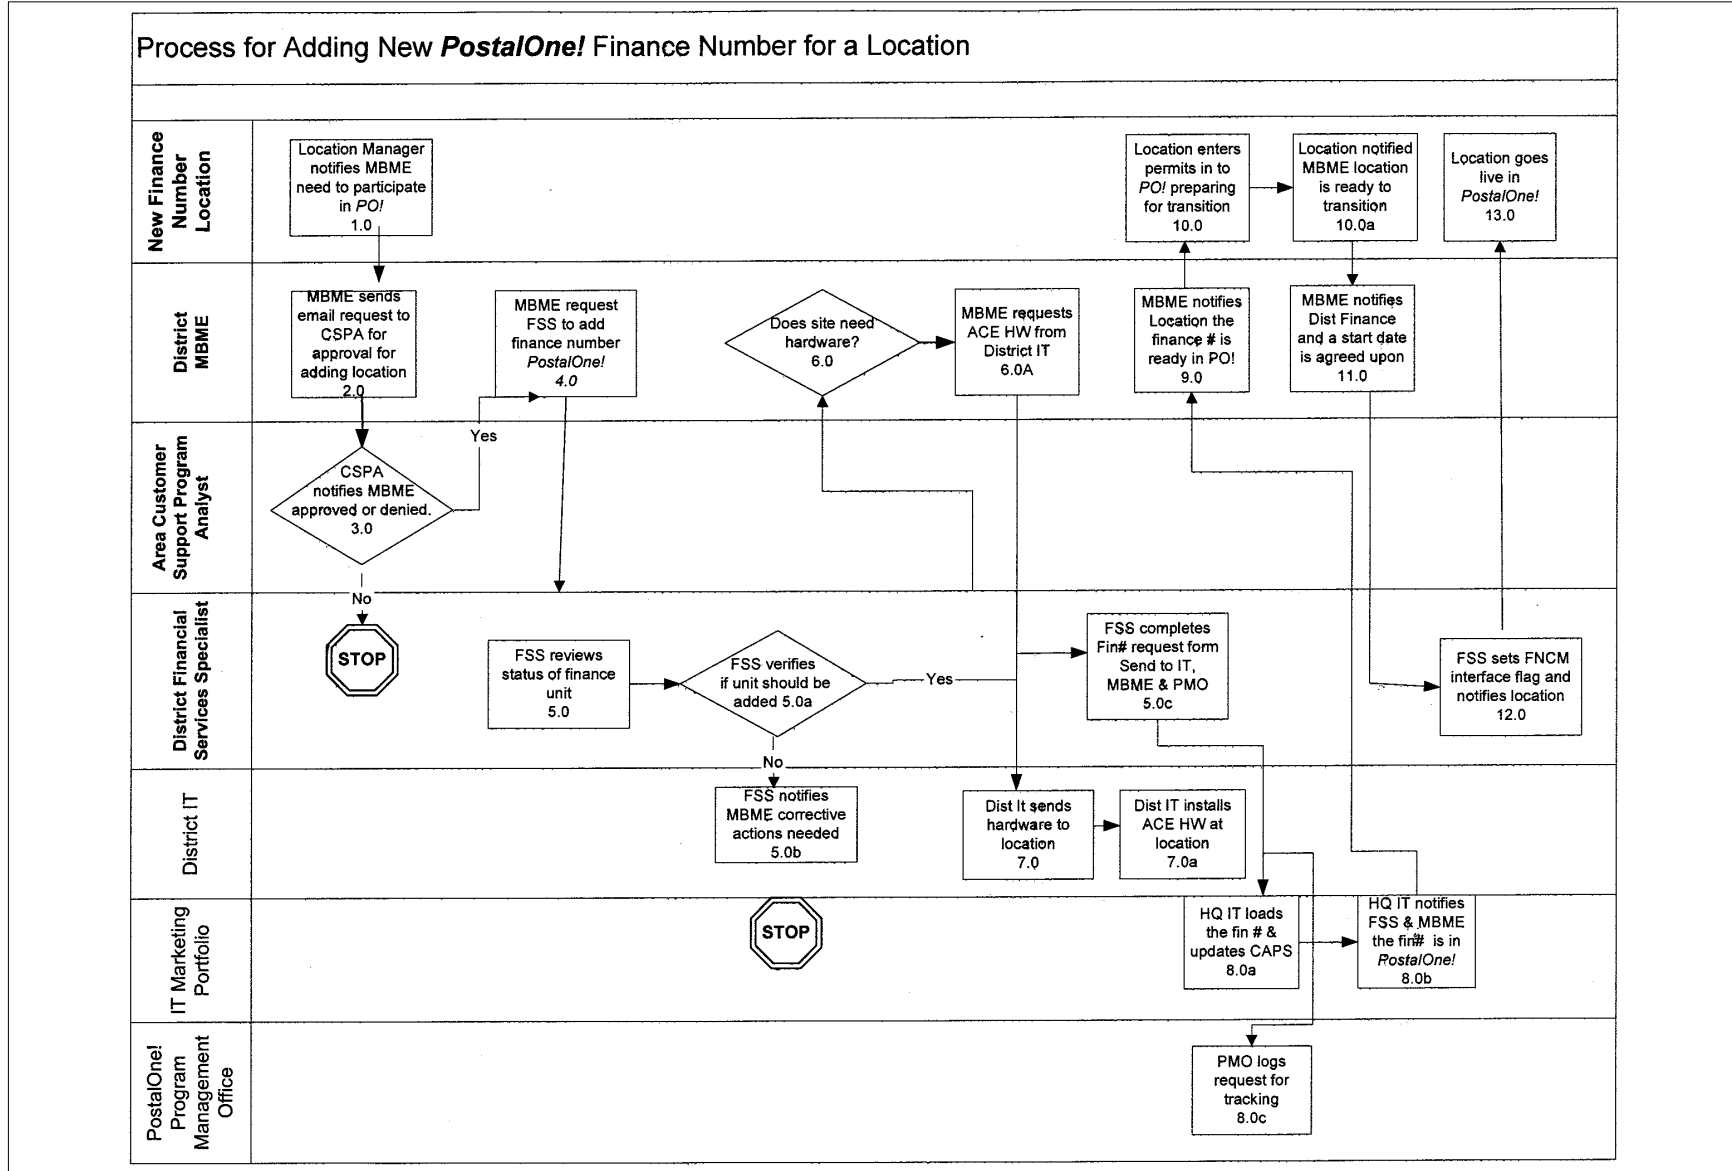 Process for Adding New PostalOne! Finance Number for a Location
New Finance
Number
Location
Location Manager
notifies MBME
need to participate
in PO!
1.0
Location enters
permits in to
PO! preparing
for transition
10.0
Location notified
MBME location
is ready to
transition
10.0a
Location goes
live in
PostalOne!
13.0
District
MBME
MBME sends
email request to
CSPA for
approval for
adding location
2.0
MBME request
FSS to add
finance number
PostalOne!
4.0
Does site need
hardware?
6.0
MBME requests
ACE HW from
District IT
6.0A
MBME notifies
Location the
finance # is
ready in PO!
9.0
MBME notifies
Dist Finance
and a start date
is agreed upon
11.0
Area Customer
Support Program
Analyst
CSPA
notifies MBME
approved or denied.
3.0
Yes
No
District Financial
Services Specialist
STOP
FSS reviews
status of finance
unit
5.0
FSS verifies
if unit should be
added 5.0a
Yes
No
FSS completes
Fin# request form
Send to IT,
MBME & PMO
5.0c
FSS sets FNCM
interface flag and
notifies location
12.0
District IT
FSS notifies
MBME corrective
actions needed
5.0b
Dist It sends
hardware to
location
7.0
Dist IT installs
ACE HW at
location
7.0a
IT Marketing
Portfolio
STOP
HQ IT loads
the fin # &
updates CAPS
8.0a
HQ IT notifies
FSS & MBME
the fin# is in
PostalOne!
8.0b
PostalOne!
Program
Management
Office
PMO logs
request for
tracking
8.0c